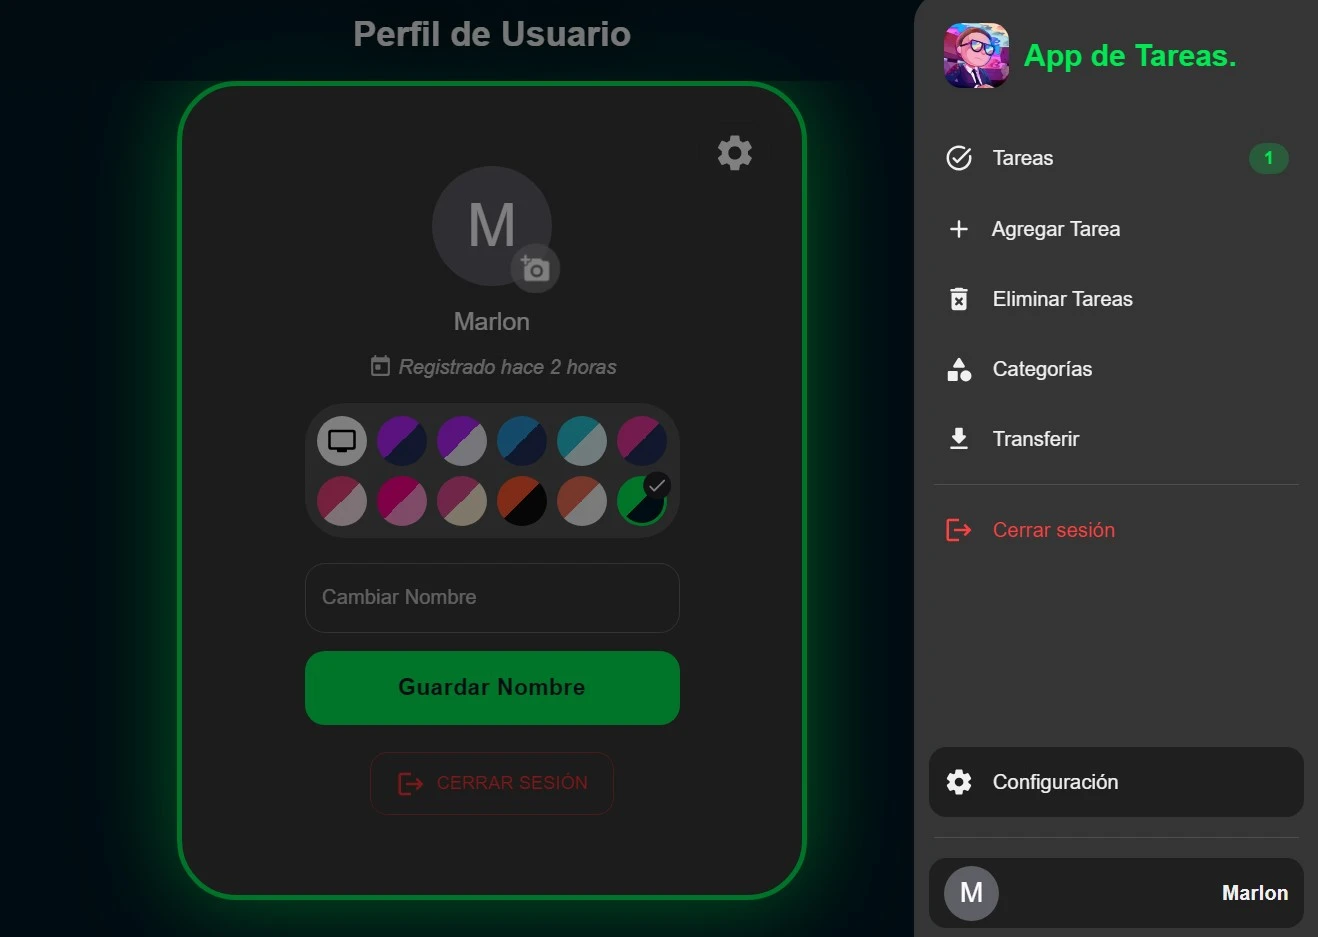 Perfil de Usuario
M
Marlon
Registrado hace 2 horas
Cambiar Nombre
Guardar Nombre
CERRAR SESIÓN
App de Tareas.
Tareas 1
Agregar Tarea
Eliminar Tareas
Categorías
Transferir
Cerrar sesión
Configuración
M Marlon